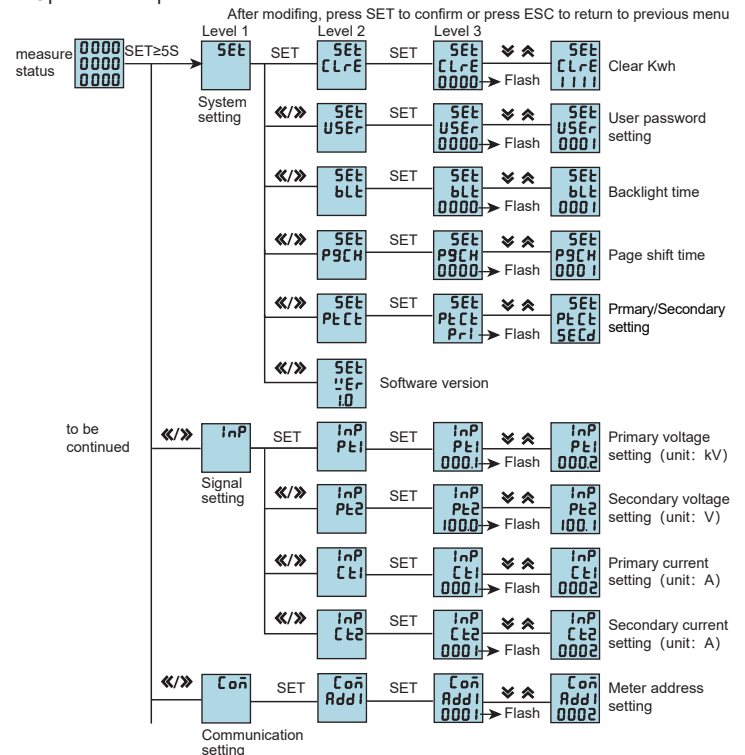 After modifing, press SET to confirm or press ESC to return to previous menu
Level 1 Level 2 Level 3
measure status
0000
0000
0000
SET≥5S
SEt
System setting
SET
SEt
CLrE
SET
SEt
CLrE
0000
Flash
SEt
CLrE
1111
Clear Kwh
«/»
SEt
USEr
SET
SEt
USEr
0000
Flash
SEt
USEr
0001
User password setting
«/»
SEt
bLt
SET
SEt
bLt
0000
Flash
SEt
bLt
0001
Backlight time
«/»
SEt
PgCH
SET
SEt
PgCH
0000
Flash
SEt
PgCH
0001
Page shift time
«/»
SEt
PtCt
SET
SEt
PtCt
Pri
Flash
SEt
PtCt
SECd
Prmary/Secondary setting
«/»
SEt
VEr
1.0
Software version
to be continued
«/»
InP
Signal setting
SET
InP
Pt1
SET
InP
Pt1
000.1
Flash
InP
Pt1
000.2
Primary voltage setting (unit: kV)
«/»
InP
Pt2
SET
InP
Pt2
100.0
Flash
InP
Pt2
100.1
Secondary voltage setting (unit: V)
«/»
InP
Ct1
SET
InP
Ct1
0001
Flash
InP
Ct1
0002
Primary current setting (unit: A)
«/»
InP
Ct2
SET
InP
Ct2
0001
Flash
InP
Ct2
0002
Secondary current setting (unit: A)
«/»
Com
Communication setting
SET
Com
Add1
SET
Com
Add1
0001
Flash
Com
Add1
0002
Meter address setting